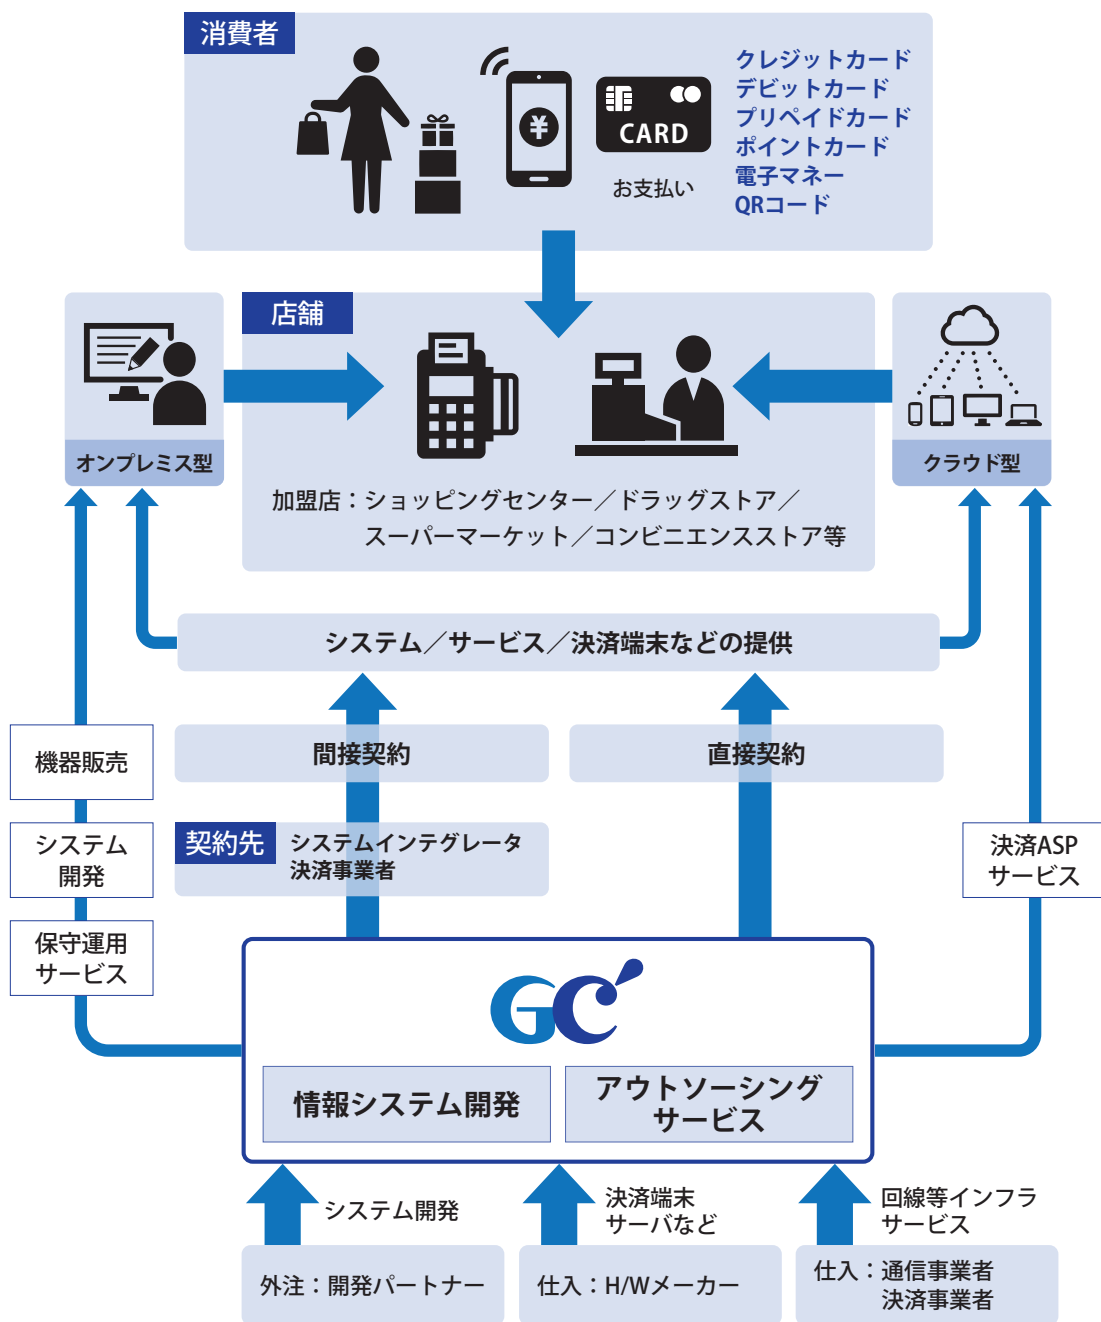 消費者
クレジットカード
デビットカード
プリペイドカード
ポイントカード
電子マネー
QRコード
¥
CARD
お支払い
店舗
オンプレミス型
クラウド型
加盟店：ショッピングセンター／ドラッグストア／
スーパーマーケット／コンビニエンスストア等
システム／サービス／決済端末などの提供
間接契約
直接契約
機器販売
システム
開発
保守運用
サービス
契約先
システムインテグレータ
決済事業者
決済ASP
サービス
GC
情報システム開発
アウトソーシング
サービス
システム開発
決済端末
サーバなど
回線等インフラ
サービス
外注：開発パートナー
仕入：H/Wメーカー
仕入：通信事業者
決済事業者